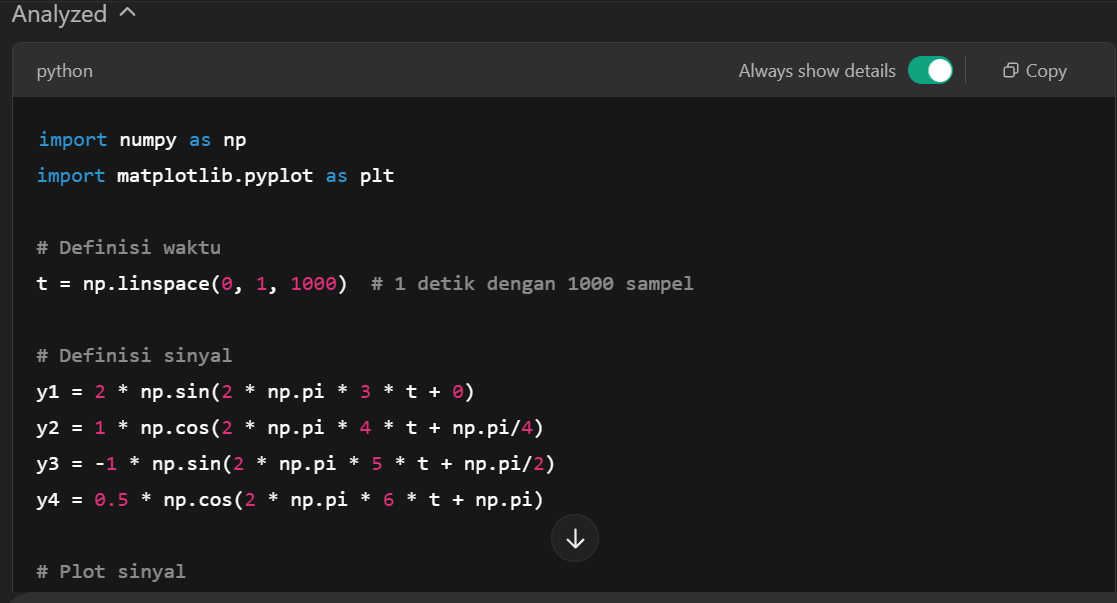 Analyzed
python
Always show details
Copy
import numpy as np
import matplotlib.pyplot as plt
# Definisi waktu
t = np.linspace(0, 1, 1000)  # 1 detik dengan 1000 sampel
# Definisi sinyal
y1 = 2 * np.sin(2 * np.pi * 3 * t + 0)
y2 = 1 * np.cos(2 * np.pi * 4 * t + np.pi/4)
y3 = -1 * np.sin(2 * np.pi * 5 * t + np.pi/2)
y4 = 0.5 * np.cos(2 * np.pi * 6 * t + np.pi)
# Plot sinyal